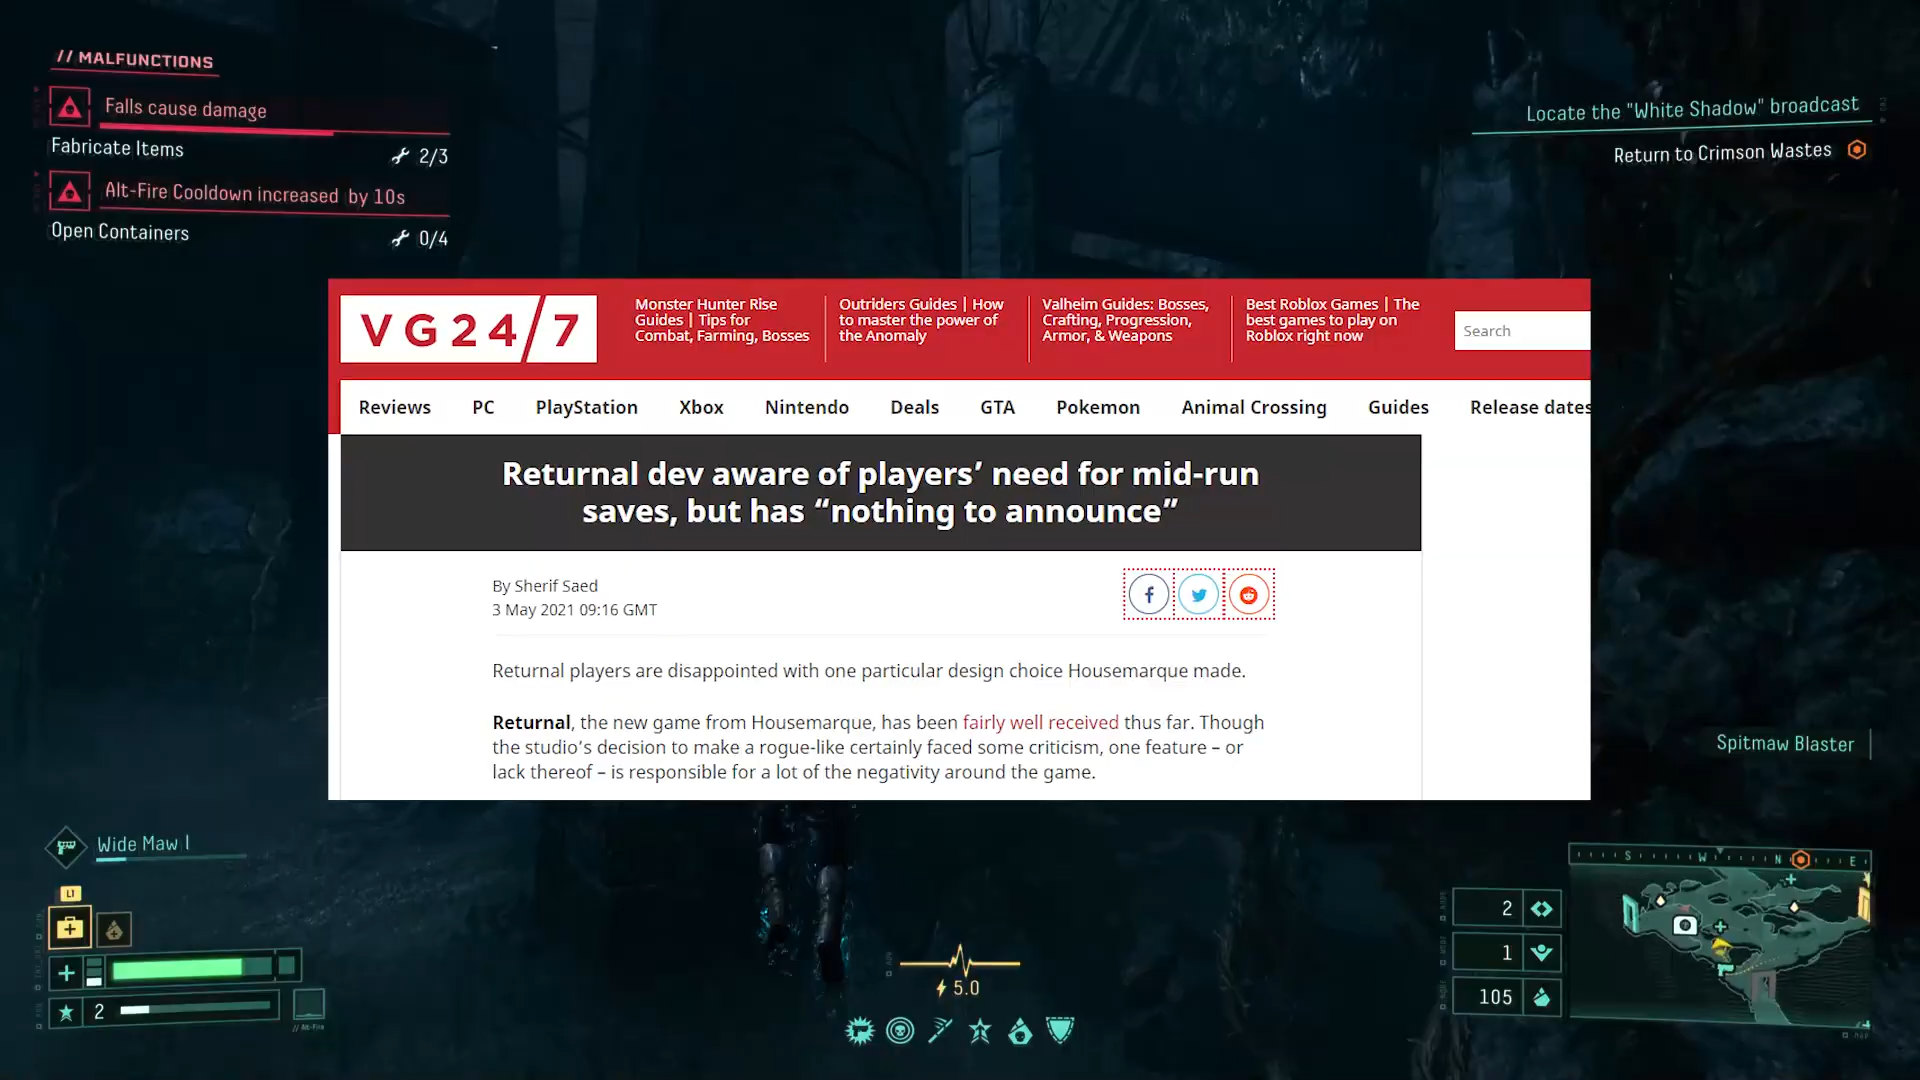 // MALFUNCTIONS
Falls cause damage
Fabricate Items 2/3
Alt-Fire Cooldown increased by 10s
Open Containers 0/4
Locate the "White Shadow" broadcast
Return to Crimson Wastes
VG24/7
Monster Hunter Rise
Guides | Tips for
Combat, Farming, Bosses
Outriders Guides | How
to master the power of
the Anomaly
Valheim Guides: Bosses,
Crafting, Progression,
Armor, & Weapons
Best Roblox Games | The
best games to play on
Roblox right now
Search
Reviews PC PlayStation Xbox Nintendo Deals GTA Pokemon Animal Crossing Guides Release dates
Returnal dev aware of players’ need for mid-run
saves, but has “nothing to announce”
By Sherif Saed
3 May 2021 09:16 GMT
Returnal players are disappointed with one particular design choice Housemarque made.
Returnal, the new game from Housemarque, has been fairly well received thus far. Though
the studio’s decision to make a rogue-like certainly faced some criticism, one feature – or
lack thereof – is responsible for a lot of the negativity around the game.
Spitmaw Blaster
Wide Maw I
L1
2
// Alt-Fire
5.0
2
1
105
S W N E